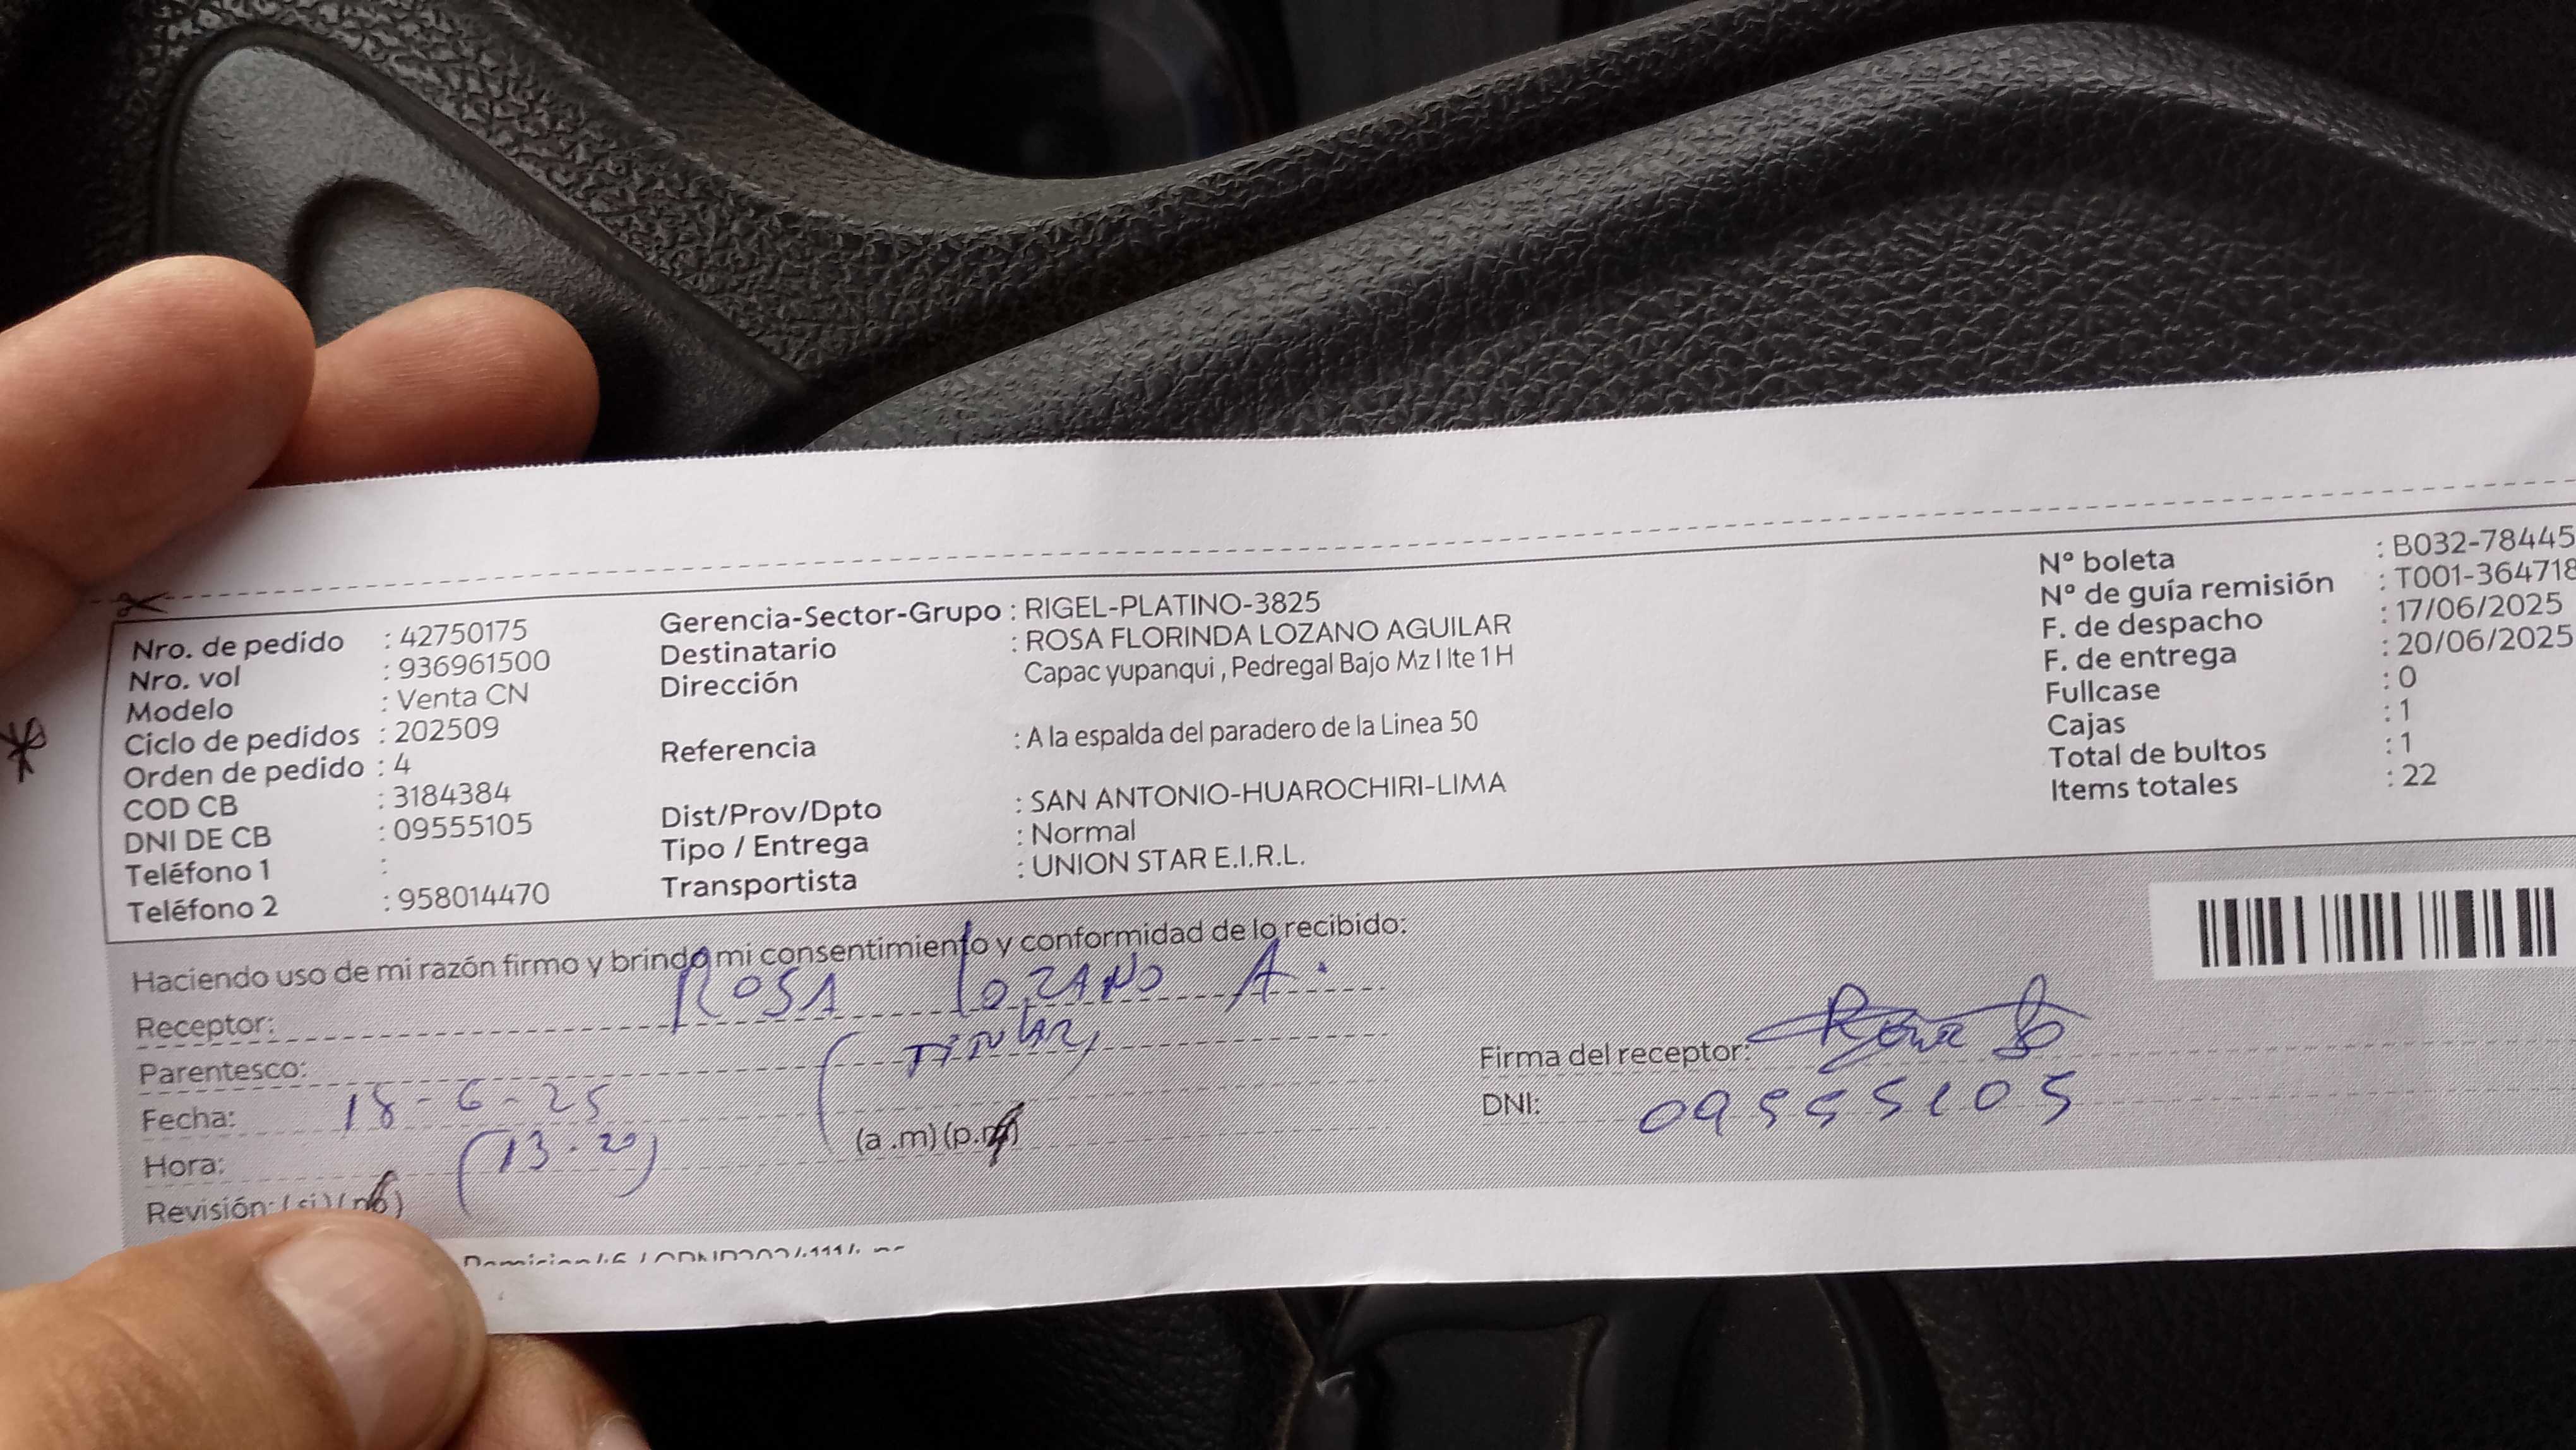 Nro. de pedido : 42750175
Nro. vol : 936961500
Modelo : Venta CN
Ciclo de pedidos : 202509
Orden de pedido : 4
COD CB : 3184384
DNI DE CB : 09555105
Teléfono 1 :
Teléfono 2 : 958014470
Gerencia-Sector-Grupo : RIGEL-PLATINO-3825
Destinatario : ROSA FLORINDA LOZANO AGUILAR
Dirección Capac yupanqui , Pedregal Bajo Mz I lte 1 H
Referencia : A la espalda del paradero de la Linea 50
Dist/Prov/Dpto : SAN ANTONIO-HUAROCHIRI-LIMA
Tipo / Entrega : Normal
Transportista : UNION STAR E.I.R.L.
Nº boleta : B032-78445
Nº de guía remisión : T001-364718
F. de despacho : 17/06/2025
F. de entrega : 20/06/2025
Fullcase : 0
Cajas : 1
Total de bultos : 1
Items totales : 22
Haciendo uso de mi razón firmo y brindo mi consentimiento y conformidad de lo recibido:
Receptor: ROSA LOZANO A.
Parentesco: (TITULAR)
Fecha: 18-6-25
Hora: (13.20) (a .m) (p.m)
Revisión: (si) (no)
Firma del receptor: Rosa
DNI: 09555105